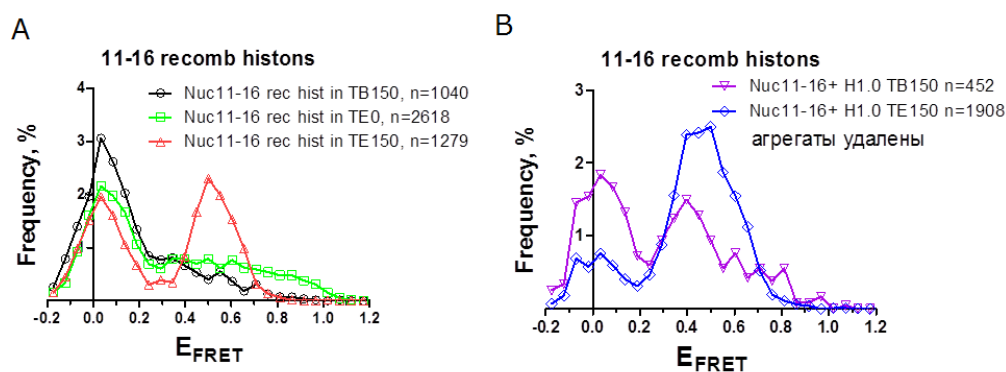 A
11-16 recomb histons
Nuc11-16 rec hist in TB150, n=1040
Nuc11-16 rec hist in TE0, n=2618
Nuc11-16 rec hist in TE150, n=1279
Frequency, %
4
3
2
1
-0.2 0.0 0.2 0.4 0.6 0.8 1.0 1.2
EFRET
B
11-16 recomb histons
Nuc11-16+ H1.0 TB150 n=452
Nuc11-16+ H1.0 TE150 n=1908
агрегаты удалены
Frequency, %
3
2
1
0
-0.2 0.0 0.2 0.4 0.6 0.8 1.0 1.2
EFRET